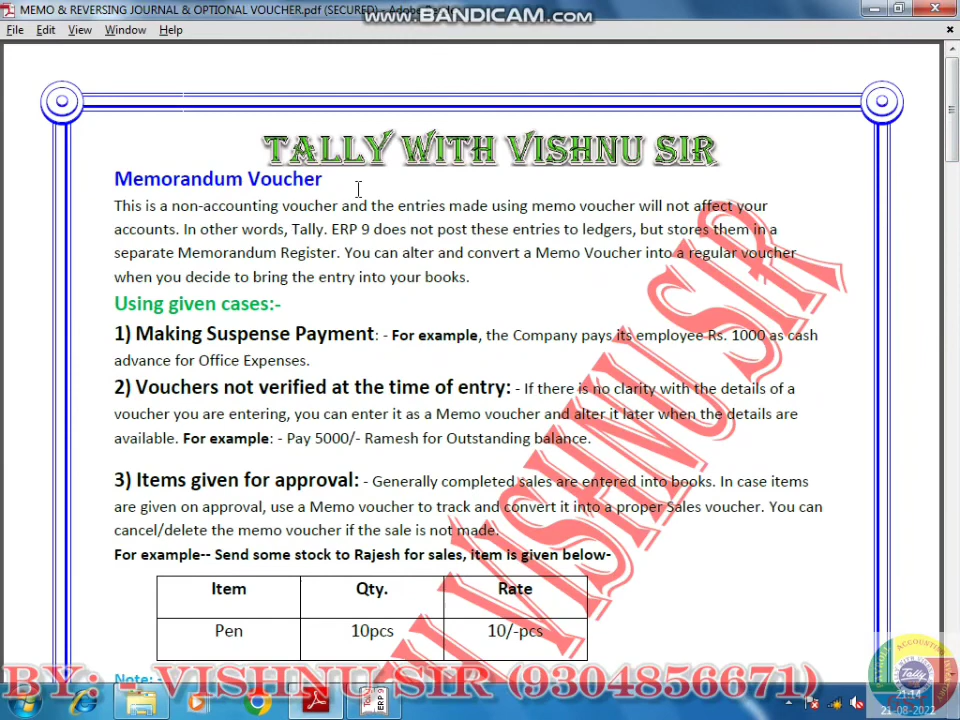 MEMO & REVERSING JOURNAL & OPTIONAL VOUCHER.pdf (SECURED) - Adobe Reader
www.BANDICAM.com
File Edit View Window Help
TALLY WITH VISHNU SIR
Memorandum Voucher
This is a non-accounting voucher and the entries made using memo voucher will not affect your
accounts. In other words, Tally. ERP 9 does not post these entries to ledgers, but stores them in a
separate Memorandum Register. You can alter and convert a Memo Voucher into a regular voucher
when you decide to bring the entry into your books.
Using given cases:-
1) Making Suspense Payment: - For example, the Company pays its employee Rs. 1000 as cash
advance for Office Expenses.
2) Vouchers not verified at the time of entry: - If there is no clarity with the details of a
voucher you are entering, you can enter it as a Memo voucher and alter it later when the details are
available. For example: - Pay 5000/- Ramesh for Outstanding balance.
3) Items given for approval: - Generally completed sales are entered into books. In case items
are given on approval, use a Memo voucher to track and convert it into a proper Sales voucher. You can
cancel/delete the memo voucher if the sale is not made.
For example-- Send some stock to Rajesh for sales, item is given below-
Item Qty. Rate
Pen 10pcs 10/-pcs
Note: -
VISHNU SIR
BY: - VISHNU SIR (9304856671)
Tally ERP 9
Tally
21:14
21-08-2022